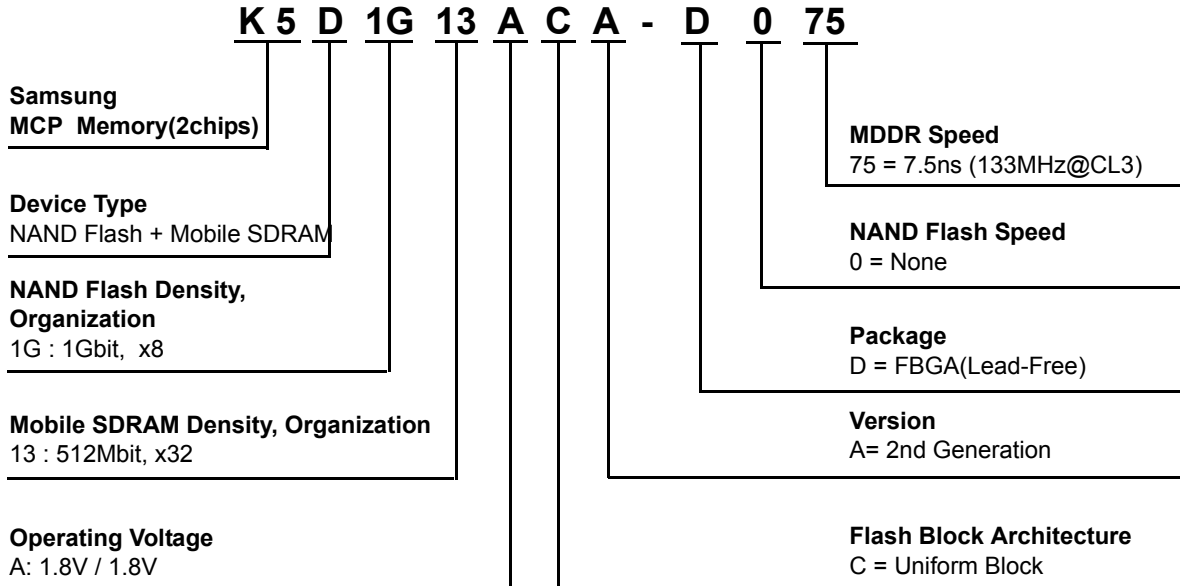 K 5 D 1G 13 A C A - D 0 75
Samsung
MCP Memory(2chips)
Device Type
NAND Flash + Mobile SDRAM
NAND Flash Density,
Organization
1G : 1Gbit, x8
Mobile SDRAM Density, Organization
13 : 512Mbit, x32
Operating Voltage
A: 1.8V / 1.8V
MDDR Speed
75 = 7.5ns (133MHz@CL3)
NAND Flash Speed
0 = None
Package
D = FBGA(Lead-Free)
Version
A= 2nd Generation
Flash Block Architecture
C = Uniform Block